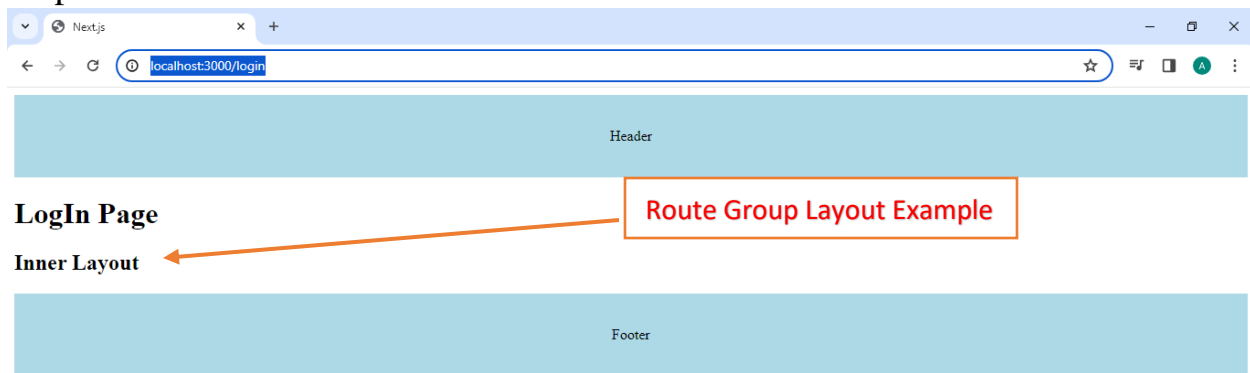 Next.js
localhost:3000/login
A
Header
LogIn Page
Route Group Layout Example
Inner Layout
Footer